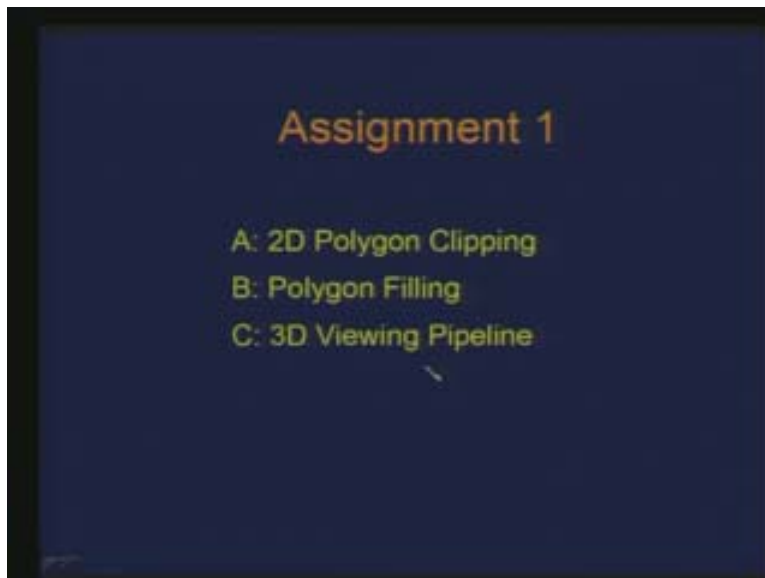 Assignment 1
A: 2D Polygon Clipping
B: Polygon Filling
C: 3D Viewing Pipeline